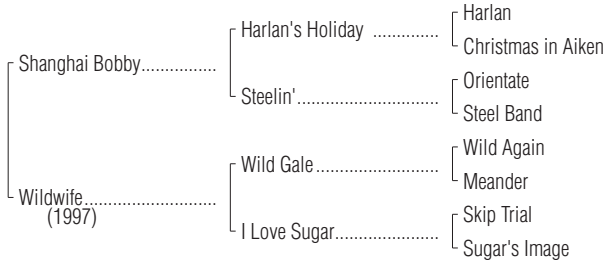 Harlan
Harlan's Holiday ..............
Christmas in Aiken
Shanghai Bobby................
Orientate
Steelin'..............................
Steel Band
Wild Again
Wild Gale..........................
Meander
Wildwife............................
(1997)
Skip Trial
I Love Sugar......................
Sugar's Image